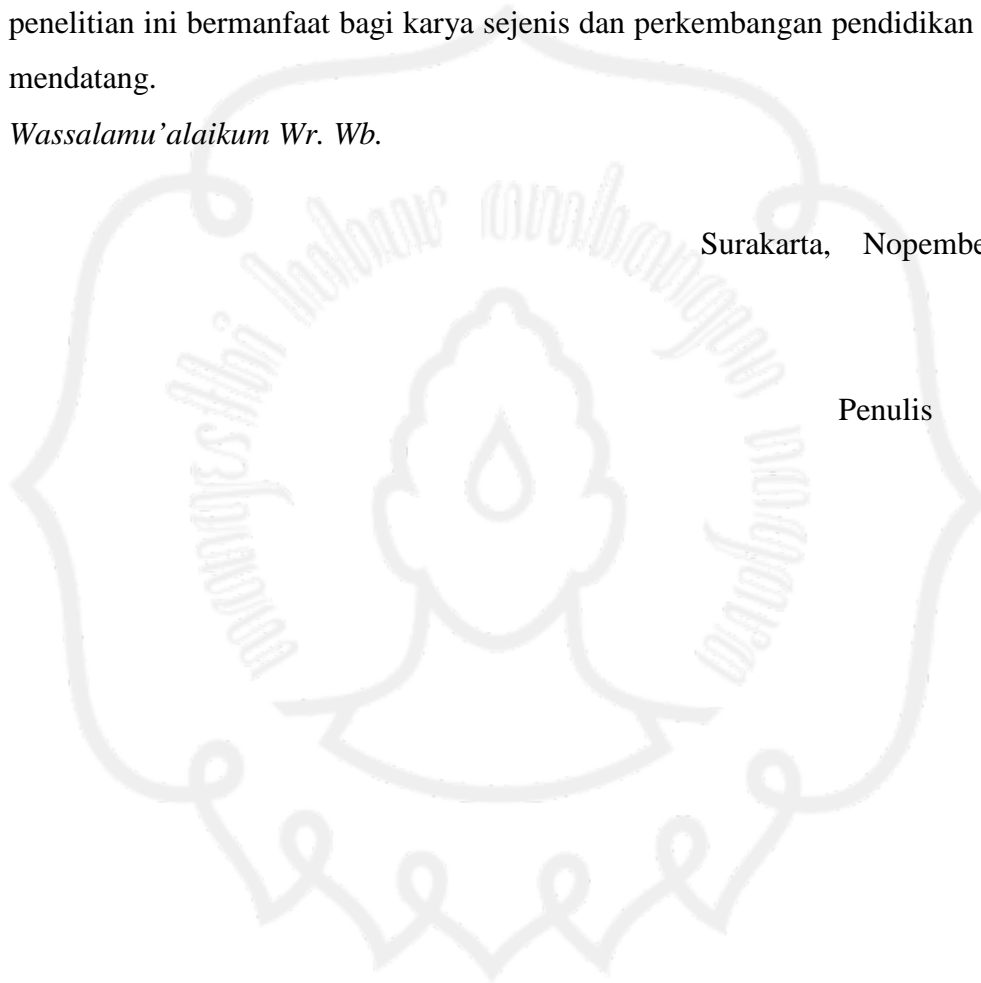 penelitian ini bermanfaat bagi karya sejenis dan perkembangan pendidikan
mendatang.
Wassalamu’alaikum Wr. Wb.
Surakarta, Nopembe
Penulis